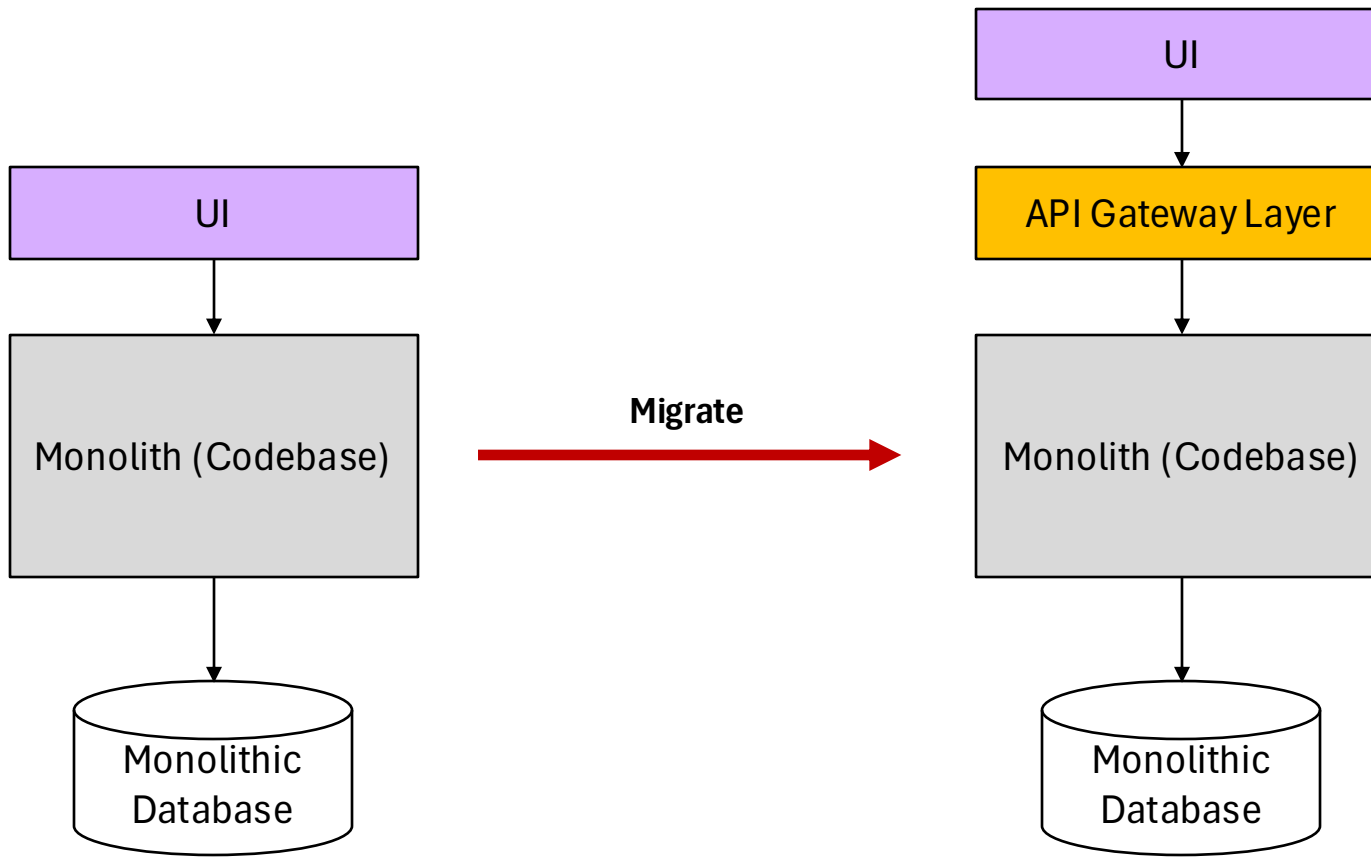 UI
Monolith (Codebase)
Monolithic
Database
Migrate
UI
API Gateway Layer
Monolith (Codebase)
Monolithic
Database